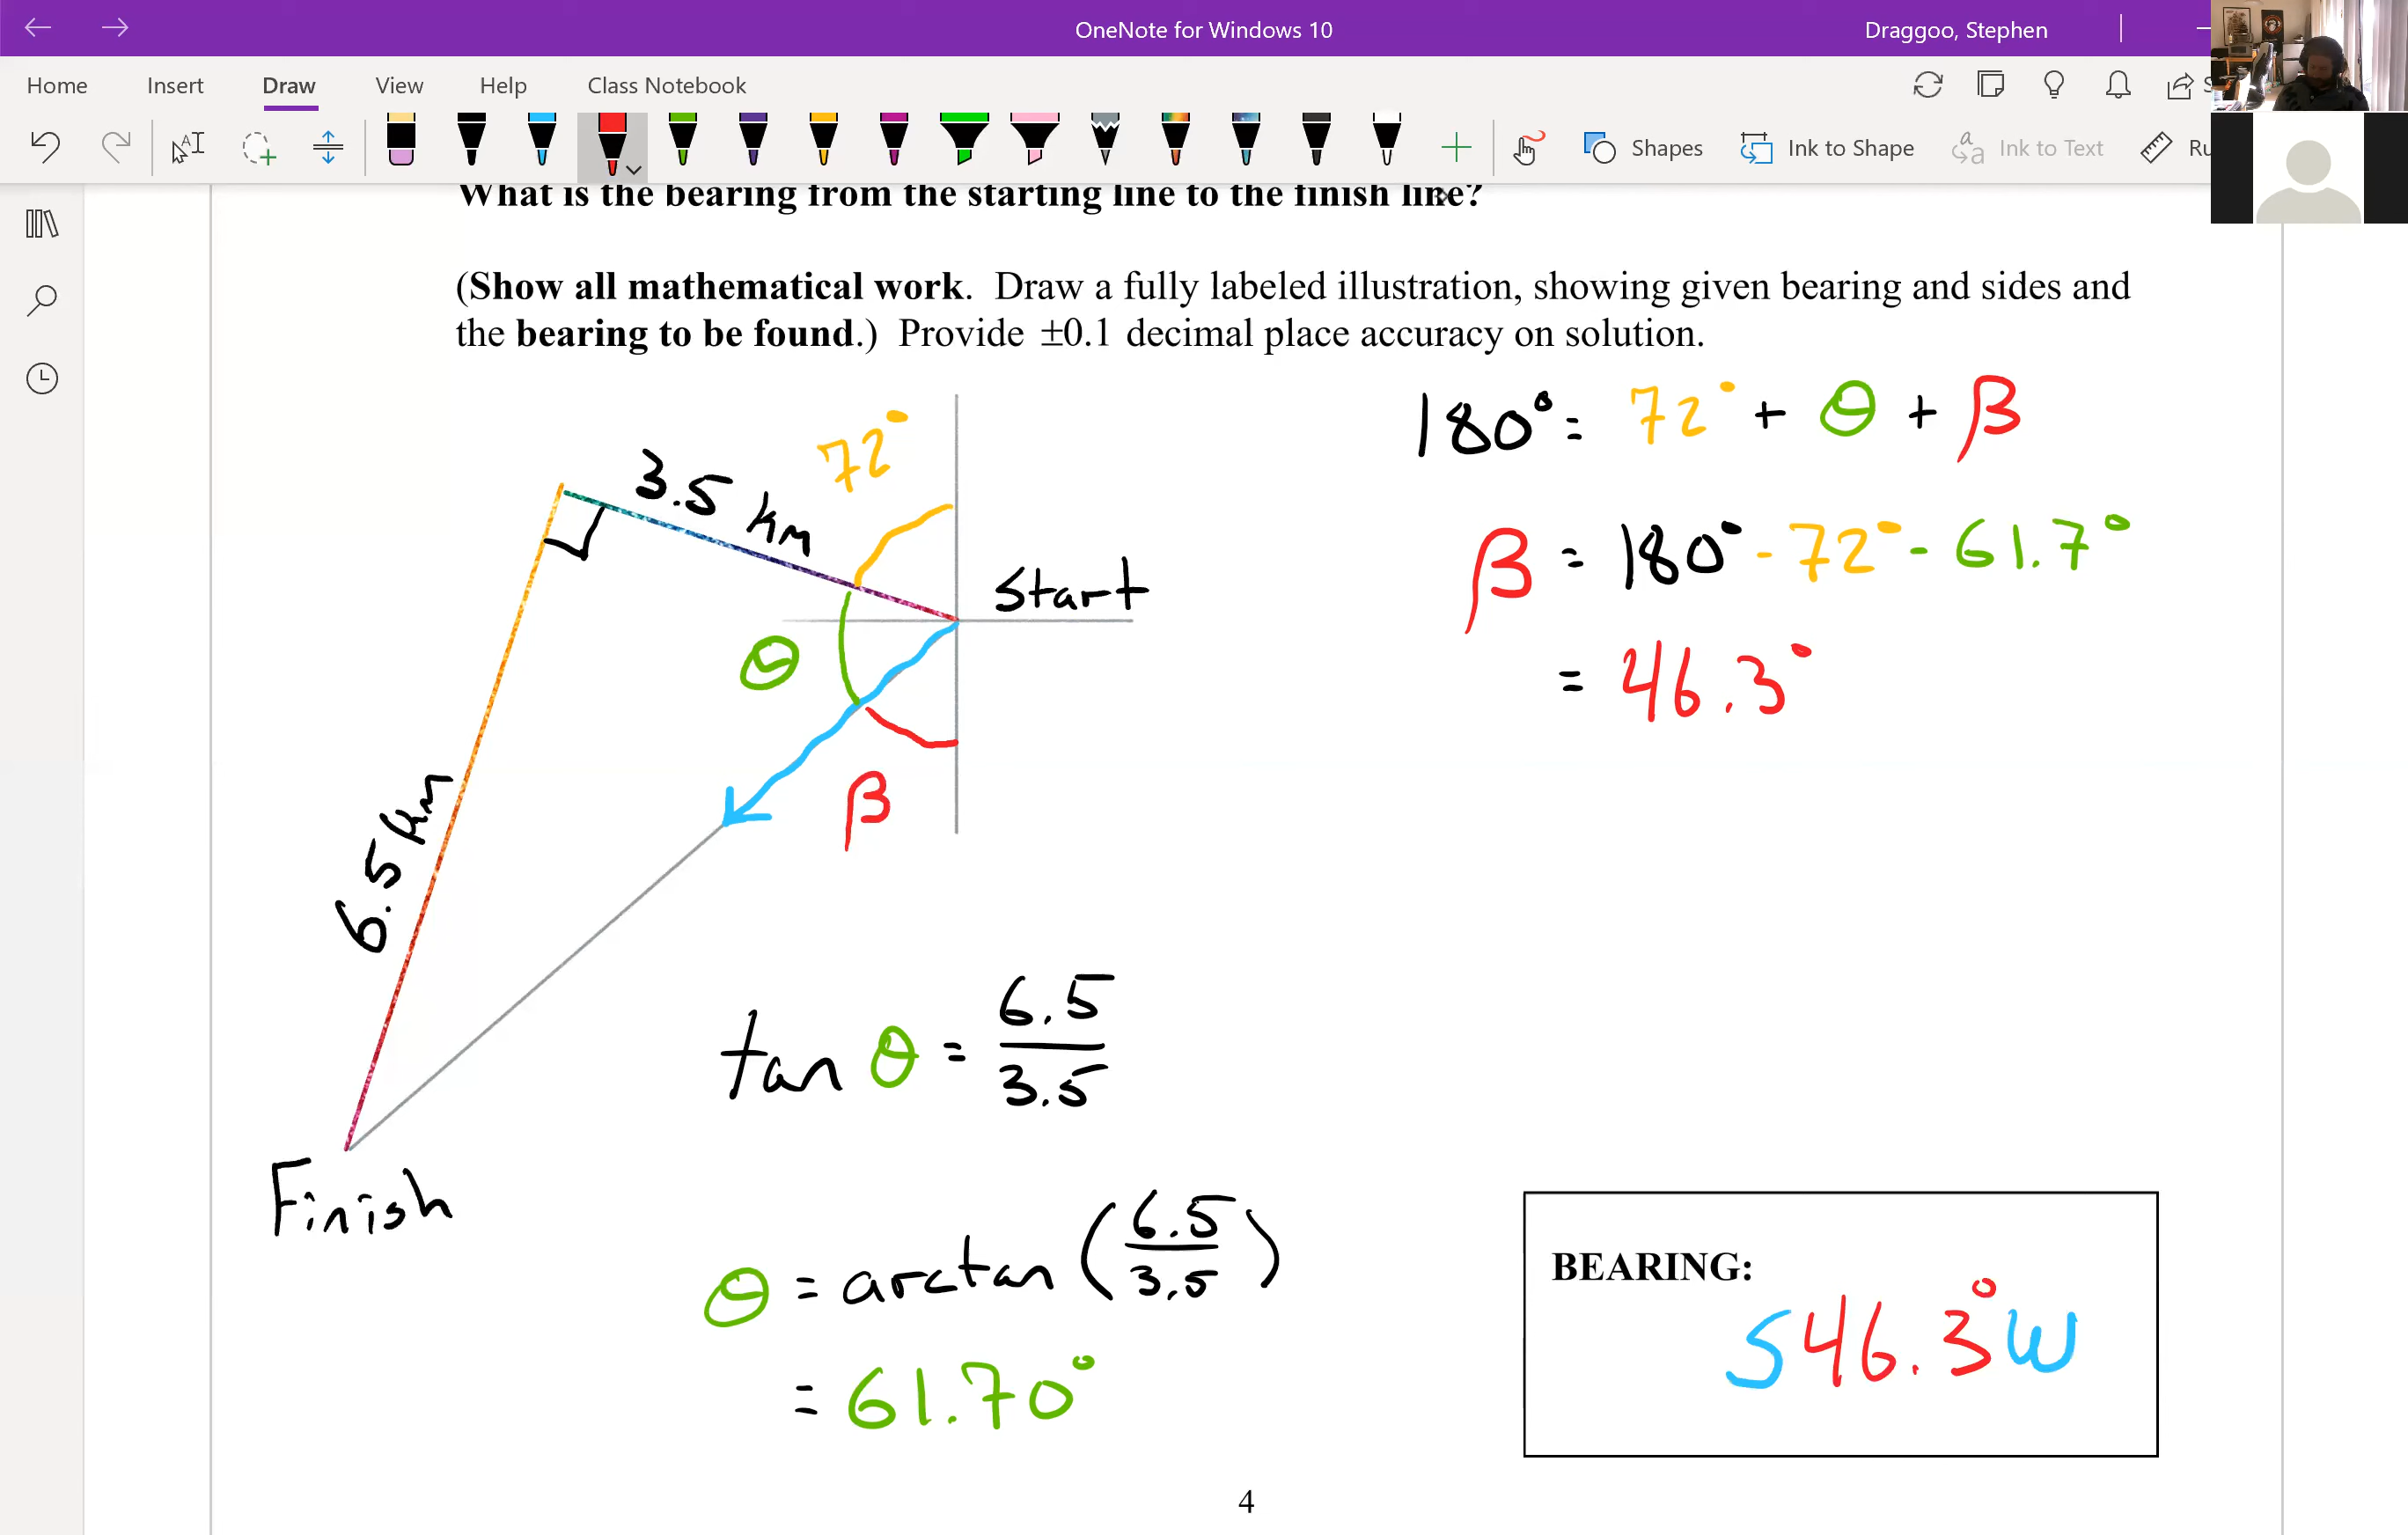 OneNote for Windows 10
Draggoo, Stephen
Home Insert Draw View Help Class Notebook
Shapes Ink to Shape Ink to Text
What is the bearing from the starting line to the finish line?
(Show all mathematical work. Draw a fully labeled illustration, showing given bearing and sides and
the bearing to be found.) Provide ±0.1 decimal place accuracy on solution.
72°
3.5 km
Start
θ
β
6.5 km
Finish
tan θ = 6.5/3.5
θ = arctan (6.5/3.5)
= 61.70°
180° = 72° + θ + β
β = 180° - 72° - 61.7°
= 46.3°
BEARING:
S46.3°W
4